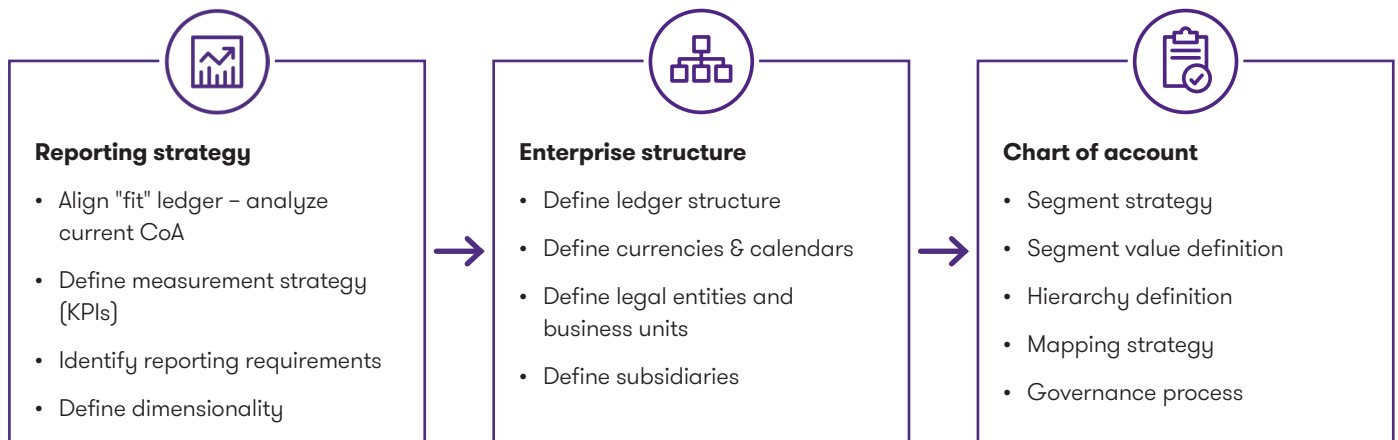 Reporting strategy
• Align "fit" ledger – analyze
current CoA
• Define measurement strategy
(KPIs)
• Identify reporting requirements
• Define dimensionality
Enterprise structure
• Define ledger structure
• Define currencies & calendars
• Define legal entities and
business units
• Define subsidiaries
Chart of account
• Segment strategy
• Segment value definition
• Hierarchy definition
• Mapping strategy
• Governance process